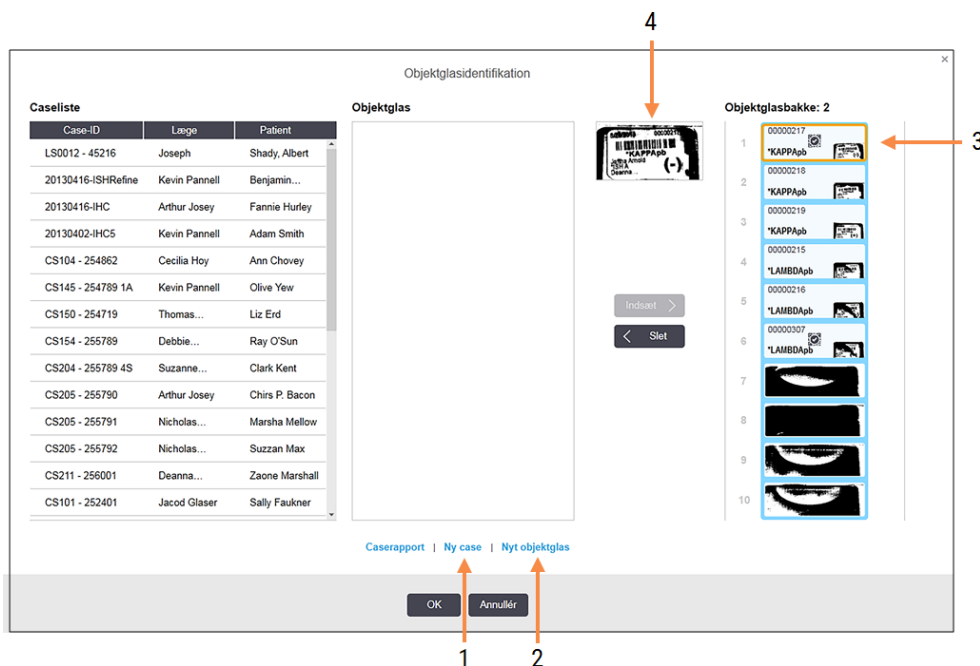 4
Objektglasidentifikation
×
Caseliste
Case-ID Læge Patient
LS0012 - 45216 Joseph Shady, Albert
20130416-ISHRefine Kevin Pannell Benjamin...
20130416-IHC Arthur Josey Fannie Hurley
20130402-IHC5 Kevin Pannell Adam Smith
CS104 - 254862 Cecilia Hoy Ann Chovey
CS145 - 254789 1A Kevin Pannell Olive Yew
CS150 - 254719 Thomas... Liz Erd
CS154 - 255789 Debbie... Ray O'Sun
CS204 - 255789 4S Suzanne... Clark Kent
CS205 - 255790 Arthur Josey Chirs P. Bacon
CS205 - 255791 Nicholas... Marsha Mellow
CS205 - 255792 Nicholas... Suzzan Max
CS211 - 256001 Deanna... Zaone Marshall
CS101 - 252401 Jacod Glaser Sally Faukner
Objektglas
*KAPPApb
Arnold
*ISH A
Deanna ...
(-)
Indsæt
Slet
Objektglasbakke: 2
1
00000217
*KAPPApb
2
00000218
*KAPPApb
3
00000219
*KAPPApb
4
00000215
*LAMBDApb
5
00000216
*LAMBDApb
6
00000307
*LAMBDApb
7
8
9
10
3
Caserapport | Ny case | Nyt objektglas
OK Annullér
1 2